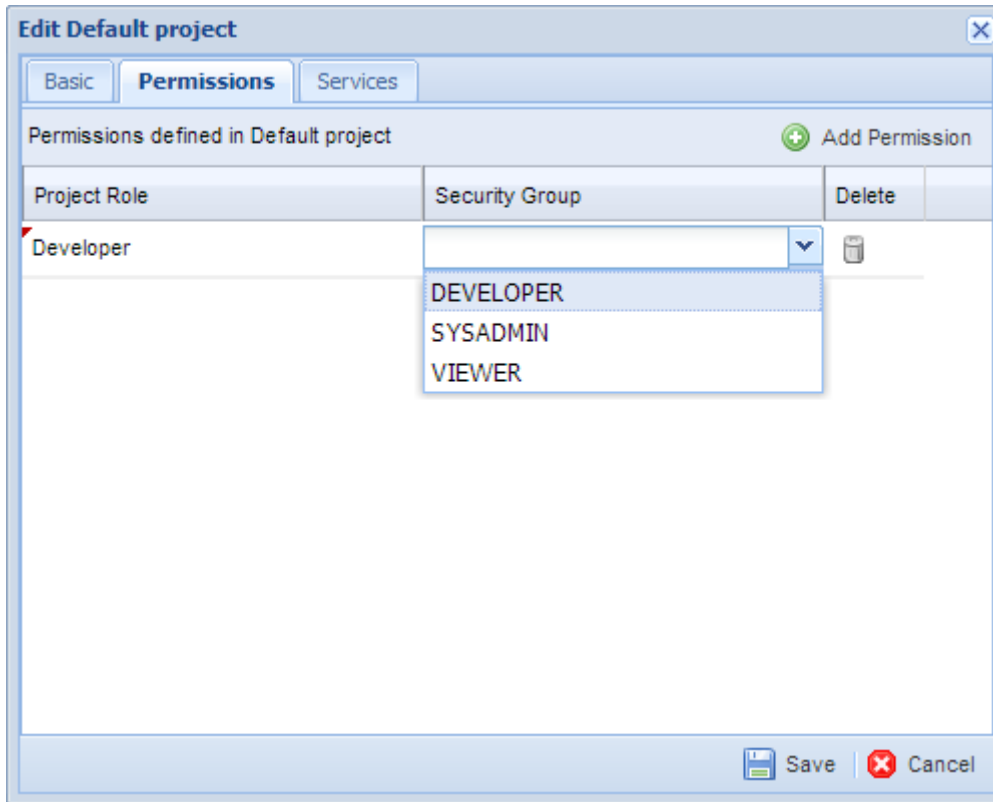 Edit Default project
Basic Permissions Services
Permissions defined in Default project Add Permission
Project Role Security Group Delete
Developer
DEVELOPER
SYSADMIN
VIEWER
Save Cancel